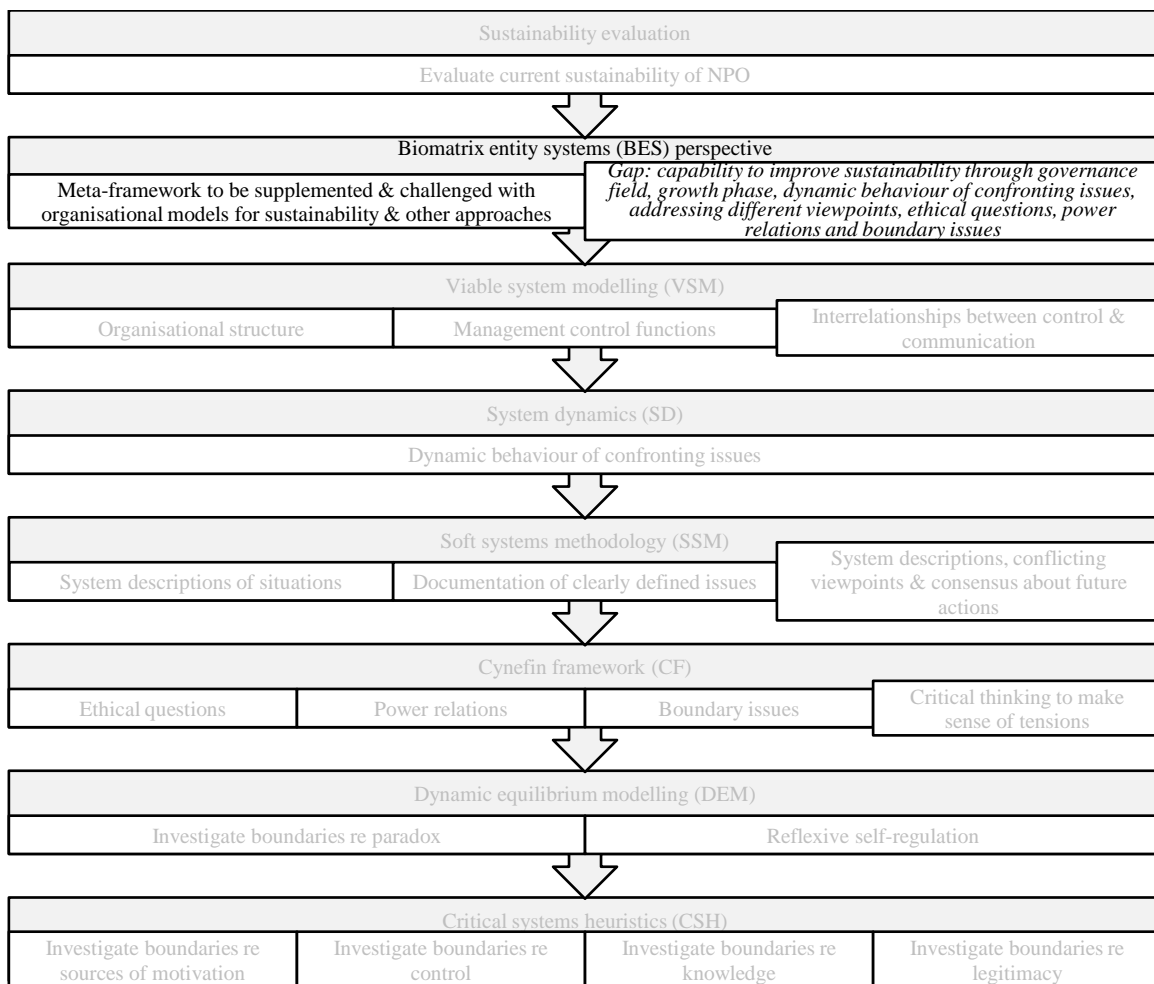 Sustainability evaluation
Evaluate current sustainability of NPO
Biomatrix entity systems (BES) perspective
Meta-framework to be supplemented & challenged with
organisational models for sustainability & other approaches
Gap: capability to improve sustainability through governance
field, growth phase, dynamic behaviour of confronting issues,
addressing different viewpoints, ethical questions, power
relations and boundary issues
Viable system modelling (VSM)
Organisational structure
Management control functions
Interrelationships between control &
communication
System dynamics (SD)
Dynamic behaviour of confronting issues
Soft systems methodology (SSM)
System descriptions of situations
Documentation of clearly defined issues
System descriptions, conflicting
viewpoints & consensus about future
actions
Cynefin framework (CF)
Ethical questions
Power relations
Boundary issues
Critical thinking to make
sense of tensions
Dynamic equilibrium modelling (DEM)
Investigate boundaries re paradox
Reflexive self-regulation
Critical systems heuristics (CSH)
Investigate boundaries re
sources of motivation
Investigate boundaries re
control
Investigate boundaries re
knowledge
Investigate boundaries re
legitimacy